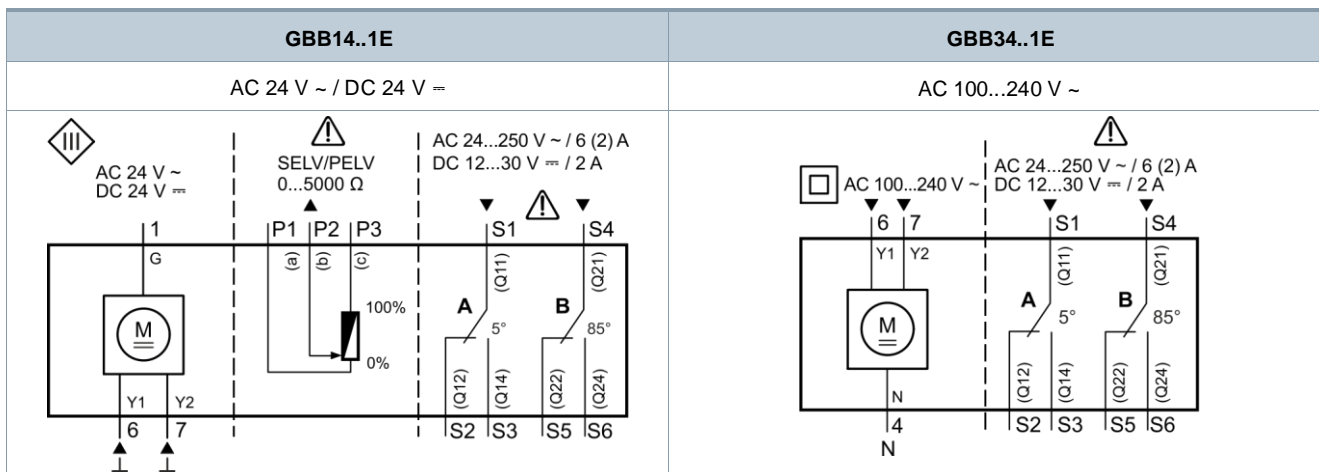 GBB14..1E
GBB34..1E
AC 24 V ~ / DC 24 V ⎓
AC 100...240 V ~
AC 24 V ~
DC 24 V ⎓
SELV/PELV
0...5000 Ω
AC 24...250 V ~ / 6 (2) A
DC 12...30 V ⎓ / 2 A
1
P1
P2
P3
S1
S4
G
(a)
(b)
(c)
(Q11)
(Q21)
M
100%
0%
A
5°
B
85°
Y1
Y2
(Q12)
(Q14)
(Q22)
(Q24)
6
7
S2
S3
S5
S6
AC 100...240 V ~
AC 24...250 V ~ / 6 (2) A
DC 12...30 V ⎓ / 2 A
6
7
S1
S4
Y1
Y2
(Q11)
(Q21)
M
A
5°
B
85°
N
(Q12)
(Q14)
(Q22)
(Q24)
4
S2
S3
S5
S6
N